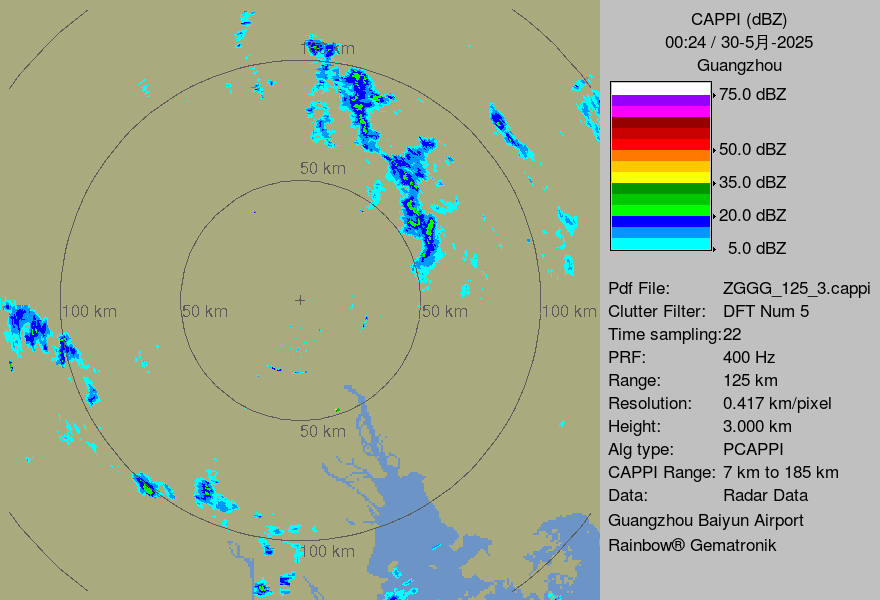 CAPPI (dBZ)
00:24 / 30-5月-2025
Guangzhou
75.0 dBZ
50.0 dBZ
35.0 dBZ
20.0 dBZ
5.0 dBZ
Pdf File: ZGGG_125_3.cappi
Clutter Filter: DFT Num 5
Time sampling:22
PRF: 400 Hz
Range: 125 km
Resolution: 0.417 km/pixel
Height: 3.000 km
Alg type: PCAPPI
CAPPI Range: 7 km to 185 km
Data: Radar Data
Guangzhou Baiyun Airport
Rainbow® Gematronik
50 km
100 km
50 km
50 km
100 km
50 km
100 km